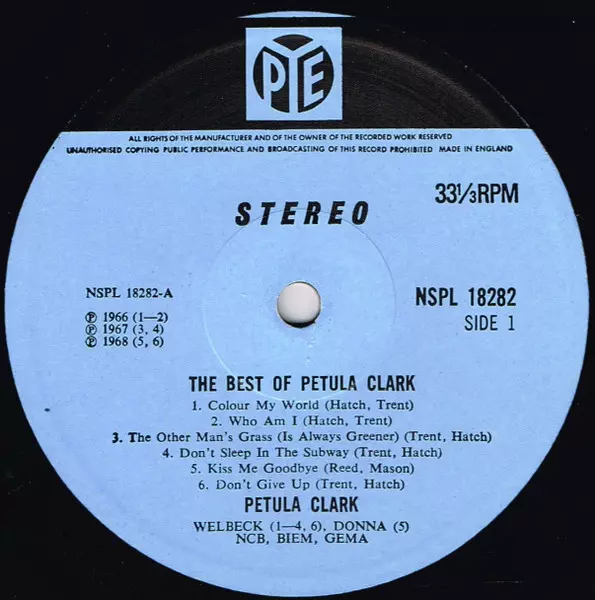 PYE
ALL RIGHTS OF THE MANUFACTURER AND OF THE OWNER OF THE RECORDED WORK RESERVED
UNAUTHORISED COPYING PUBLIC PERFORMANCE AND BROADCASTING OF THIS RECORD PROHIBITED MADE IN ENGLAND
33⅓RPM
STEREO
NSPL 18282-A
NSPL 18282
SIDE 1
Ⓟ 1966 (1—2)
Ⓟ 1967 (3, 4)
Ⓟ 1968 (5, 6)
THE BEST OF PETULA CLARK
1. Colour My World (Hatch, Trent)
2. Who Am I (Hatch, Trent)
3. The Other Man's Grass (Is Always Greener) (Trent, Hatch)
4. Don't Sleep In The Subway (Trent, Hatch)
5. Kiss Me Goodbye (Reed, Mason)
6. Don't Give Up (Trent, Hatch)
PETULA CLARK
WELBECK (1—4, 6), DONNA (5)
NCB, BIEM, GEMA